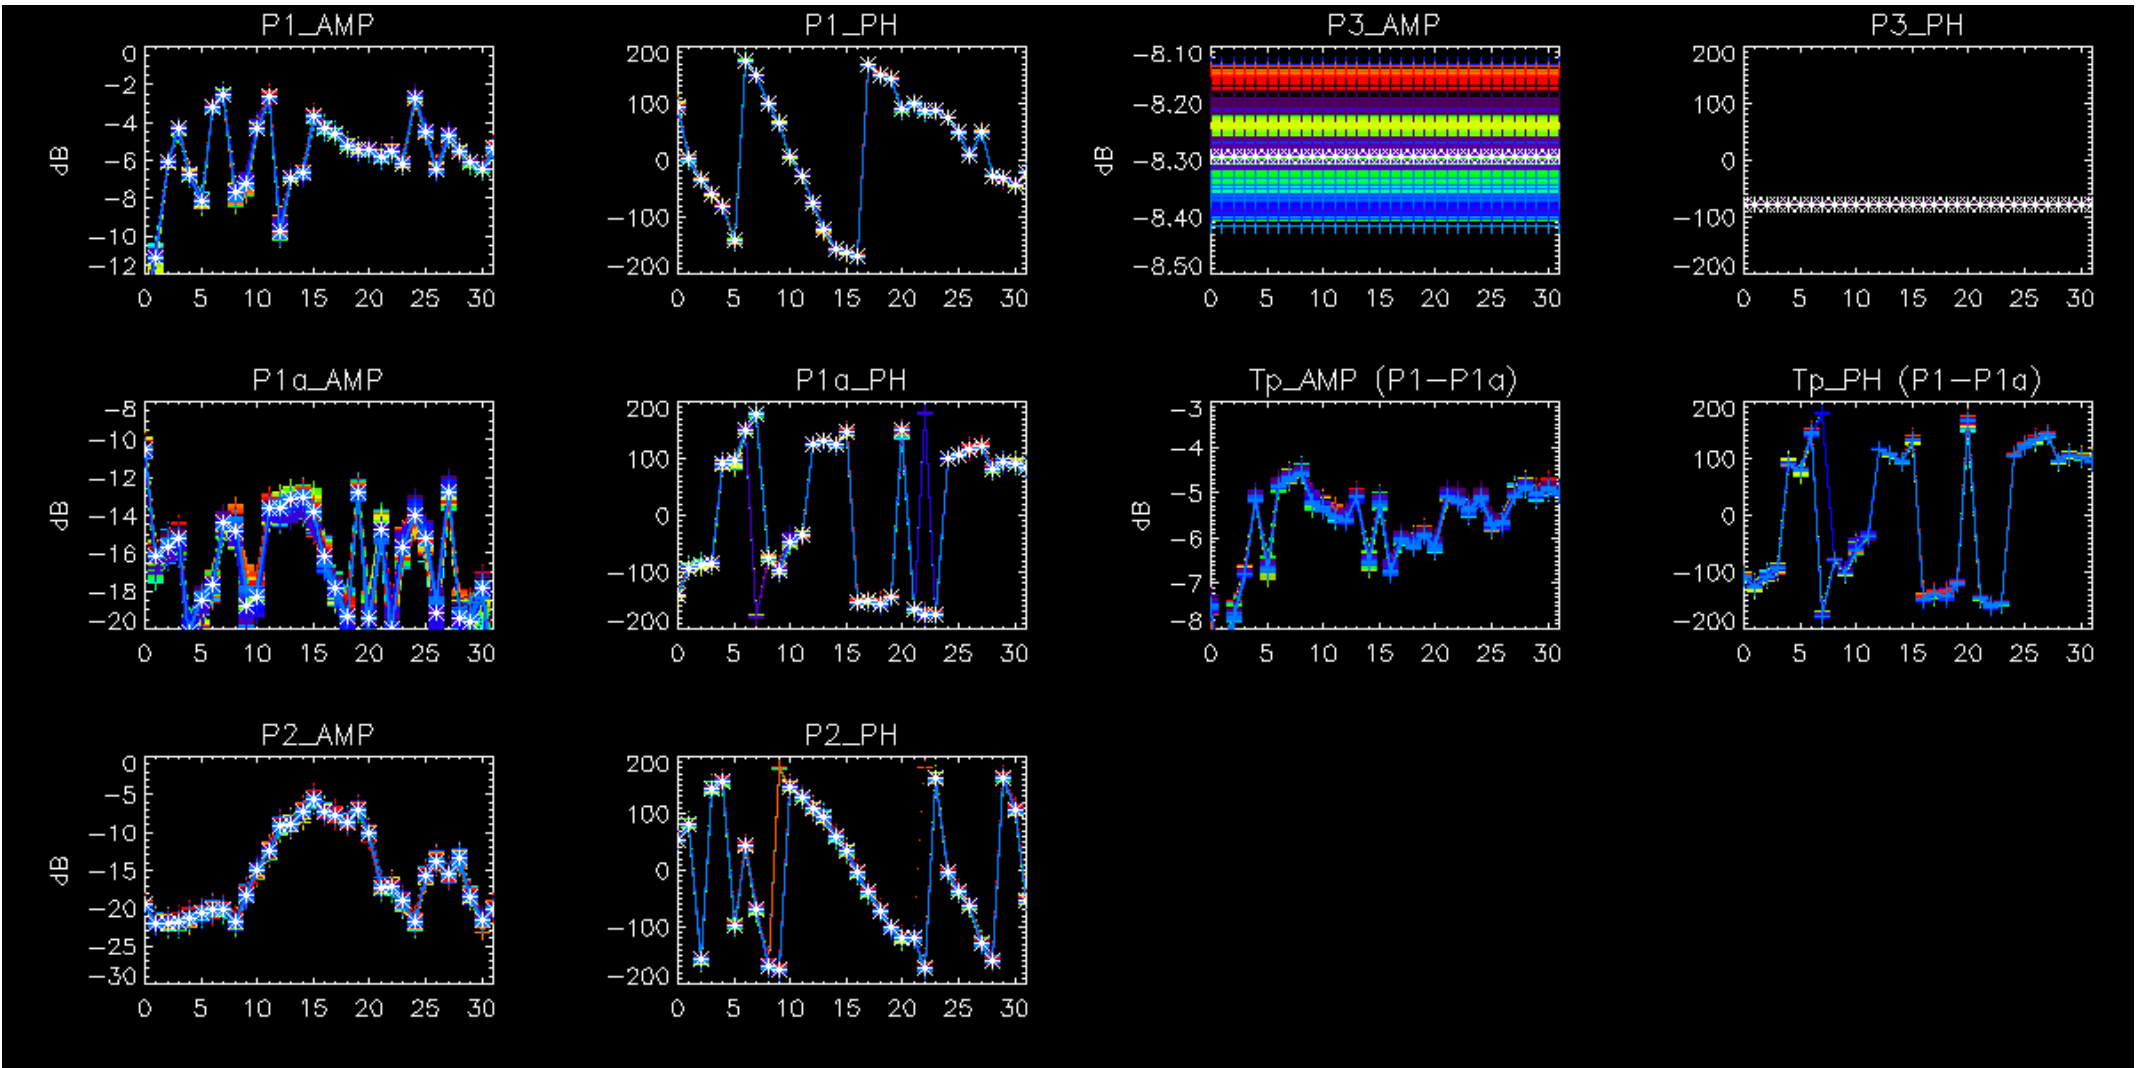 P1_AMP
P1_PH
P3_AMP
P3_PH
0
-2
-4
-6
-8
-10
-12
dB
0 5 10 15 20 25 30
200
100
0
-100
-200
0 5 10 15 20 25 30
-8.10
-8.20
-8.30
-8.40
-8.50
dB
0 5 10 15 20 25 30
200
100
0
-100
-200
0 5 10 15 20 25 30
P1a_AMP
P1a_PH
Tp_AMP (P1-P1a)
Tp_PH (P1-P1a)
-8
-10
-12
-14
-16
-18
-20
dB
0 5 10 15 20 25 30
200
100
0
-100
-200
0 5 10 15 20 25 30
-3
-4
-5
-6
-7
-8
dB
0 5 10 15 20 25 30
200
100
0
-100
-200
0 5 10 15 20 25 30
P2_AMP
P2_PH
0
-5
-10
-15
-20
-25
-30
dB
0 5 10 15 20 25 30
200
100
0
-100
-200
0 5 10 15 20 25 30